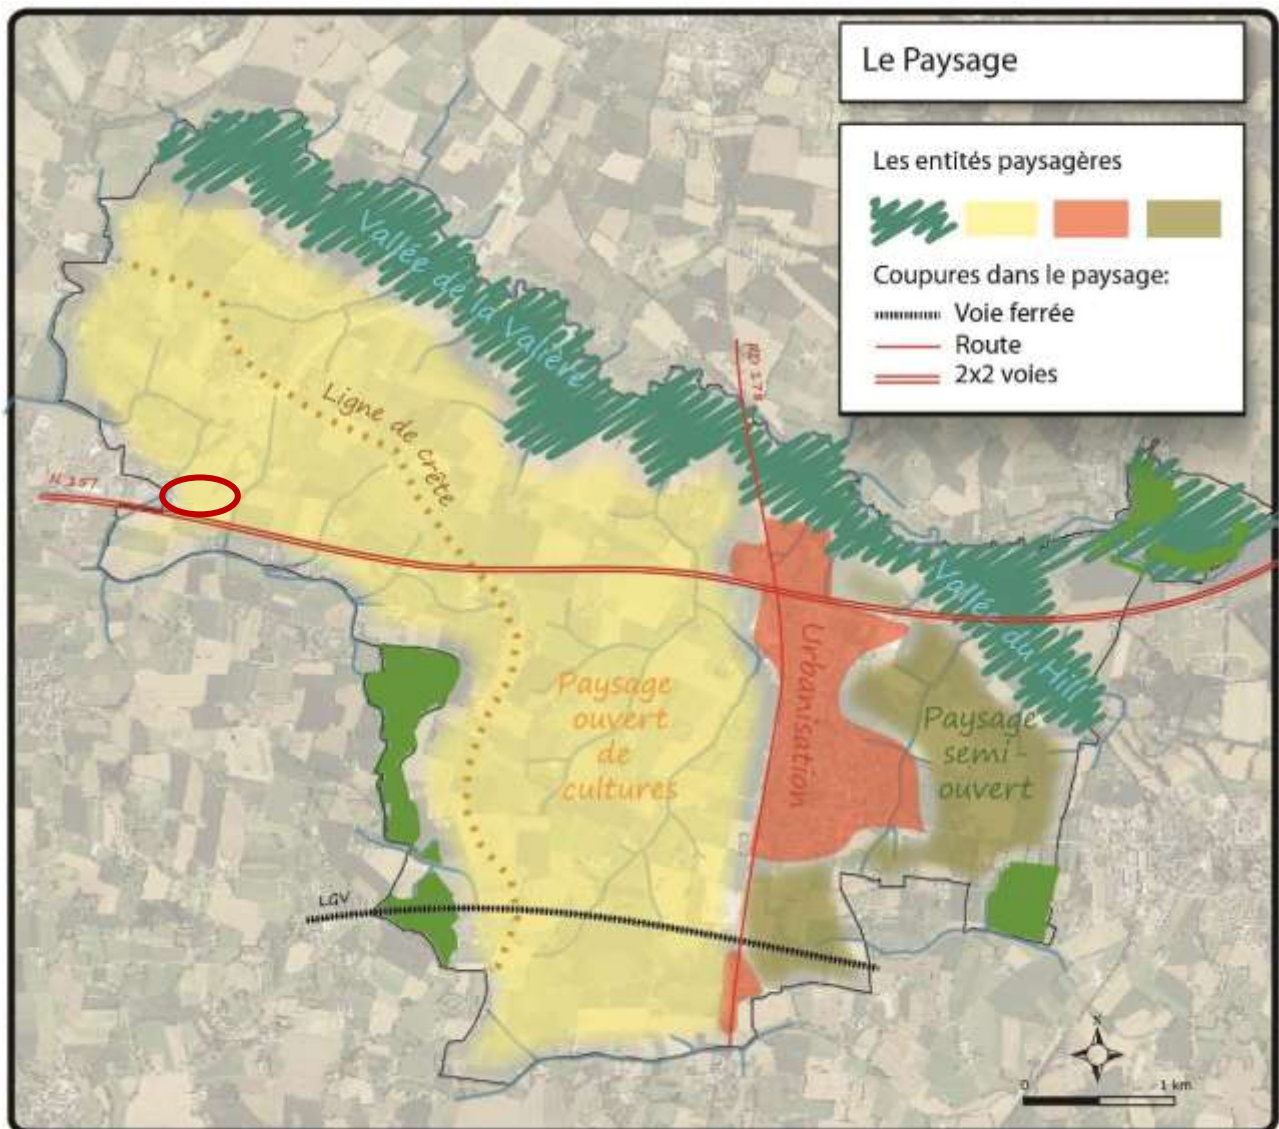 Le Paysage
Les entités paysagères
Coupures dans le paysage:
Voie ferrée
Route
2x2 voies
Vallée de la Valière
RD 178
Ligne de crête
N 157
Vallée du Hill
Urbanisation
Paysage
ouvert
de
cultures
Paysage
semi-
ouvert
LGV
N
0 1 km